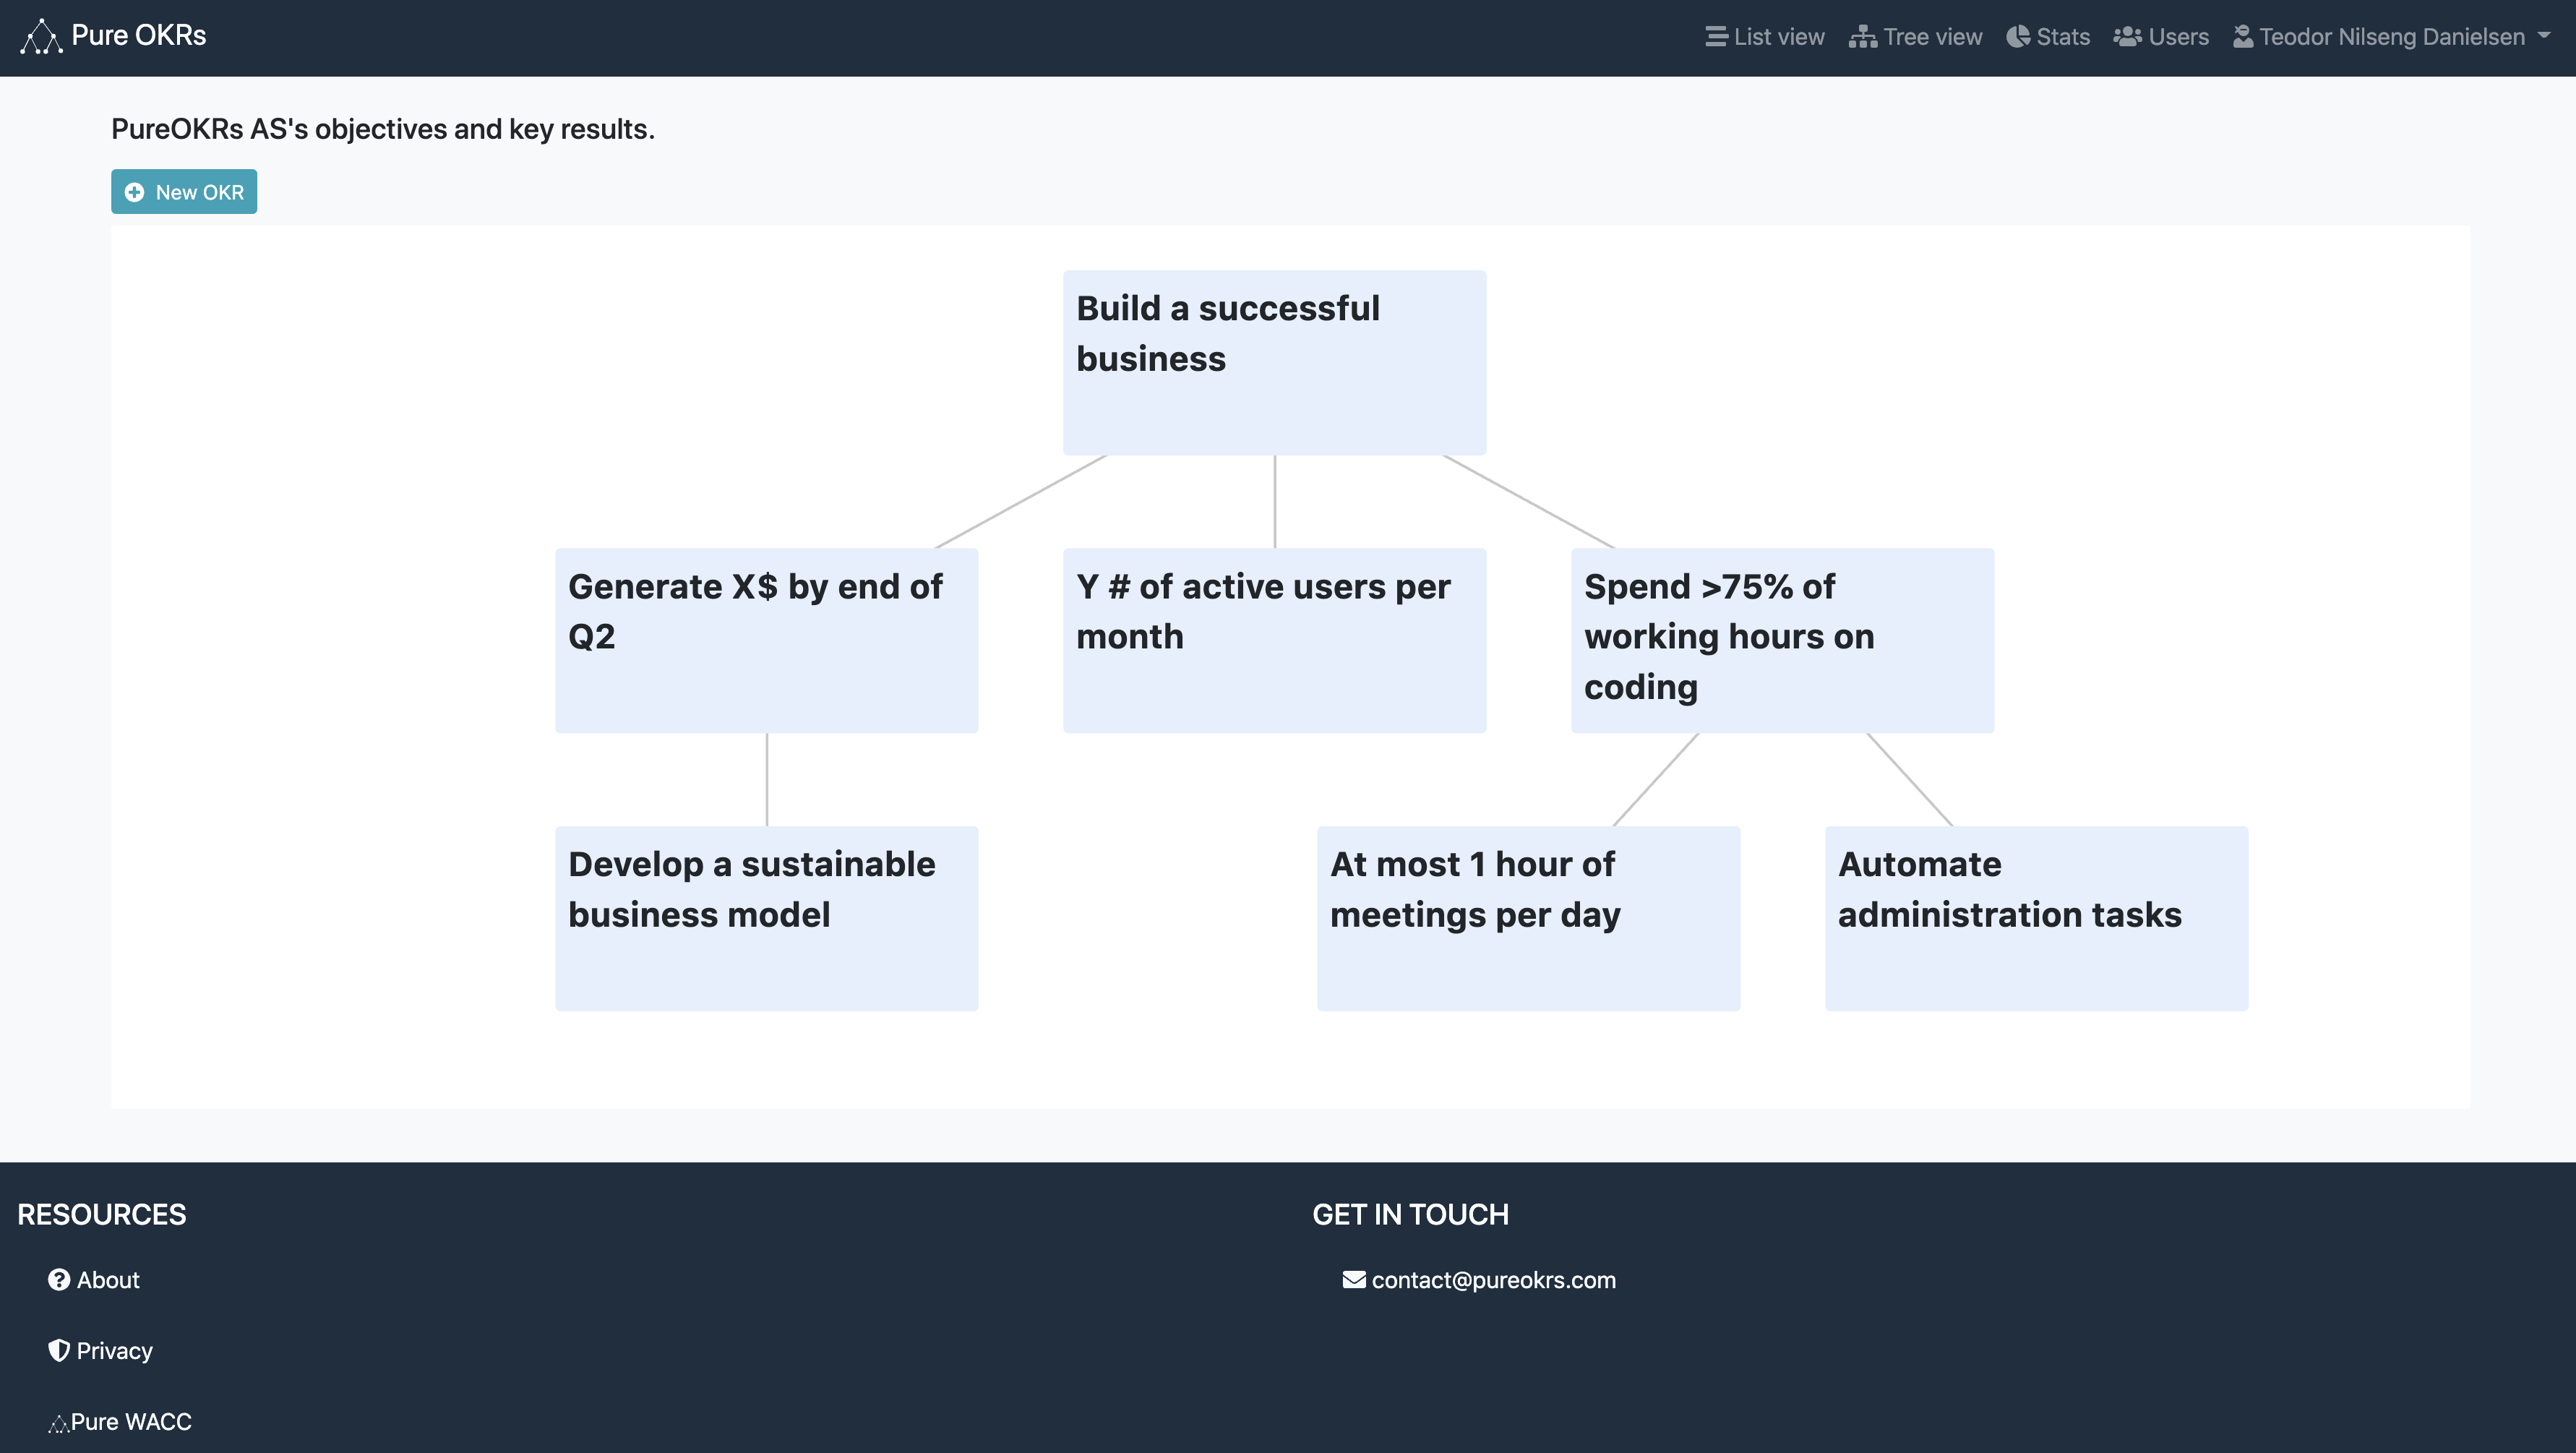 Pure OKRs
List view
Tree view
Stats
Users
Teodor Nilseng Danielsen
PureOKRs AS's objectives and key results.
New OKR
Build a successful
business
Generate X$ by end of
Q2
Y # of active users per
month
Spend >75% of
working hours on
coding
Develop a sustainable
business model
At most 1 hour of
meetings per day
Automate
administration tasks
RESOURCES
About
Privacy
Pure WACC
GET IN TOUCH
contact@pureokrs.com